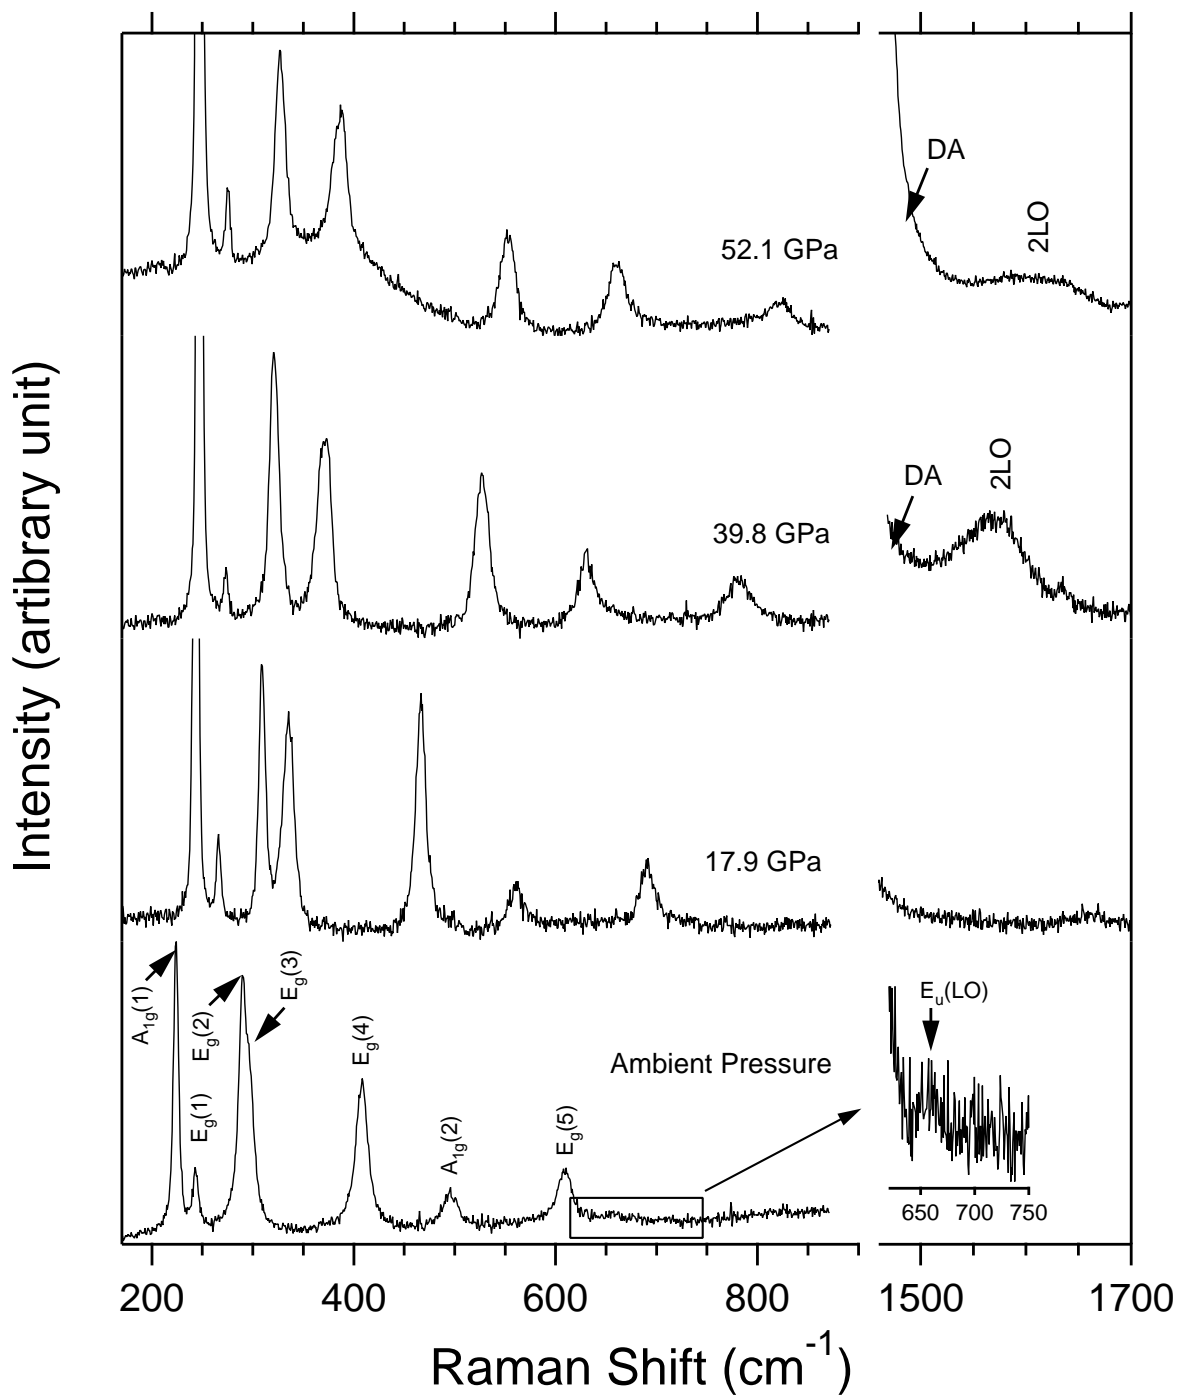 DA
2LO
52.1 GPa
DA
2LO
39.8 GPa
17.9 GPa
A1g(1)
Eg(1)
Eg(2)
Eg(3)
Eg(4)
A1g(2)
Eg(5)
Ambient Pressure
Eu(LO)
650 700 750
200 400 600 800 1500 1700
Raman Shift (cm-1)
Intensity (artibrary unit)